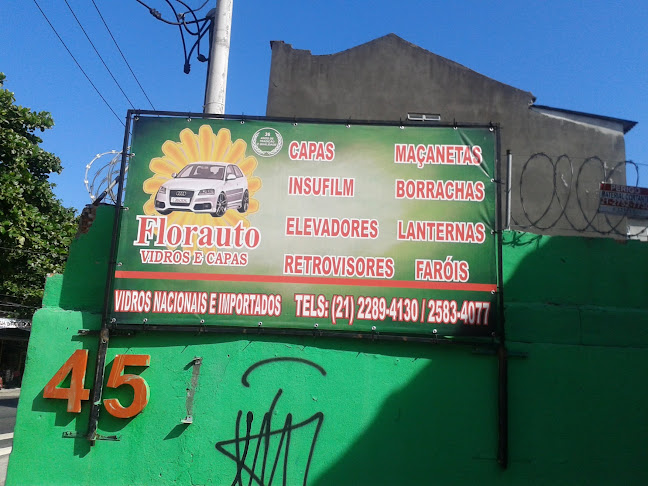 CAPAS MAÇANETAS
INSUFILM BORRACHAS
ELEVADORES LANTERNAS
RETROVISORES FARÓIS
Florauto
VIDROS E CAPAS
VIDROS NACIONAIS E IMPORTADOS TELS: (21) 2289-4130 / 2583-4077
45